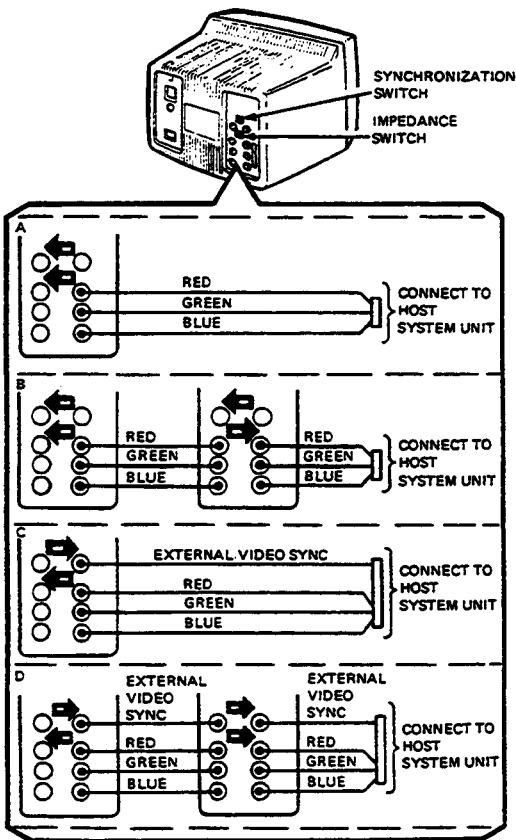 SYNCHRONIZATION
SWITCH
IMPEDANCE
SWITCH
A
RED
GREEN
BLUE
CONNECT TO
HOST
SYSTEM UNIT
B
RED
GREEN
BLUE
RED
GREEN
BLUE
CONNECT TO
HOST
SYSTEM UNIT
C
EXTERNAL VIDEO SYNC
RED
GREEN
BLUE
CONNECT TO
HOST
SYSTEM UNIT
D
EXTERNAL
VIDEO
SYNC
RED
GREEN
BLUE
EXTERNAL
VIDEO
SYNC
RED
GREEN
BLUE
CONNECT TO
HOST
SYSTEM UNIT